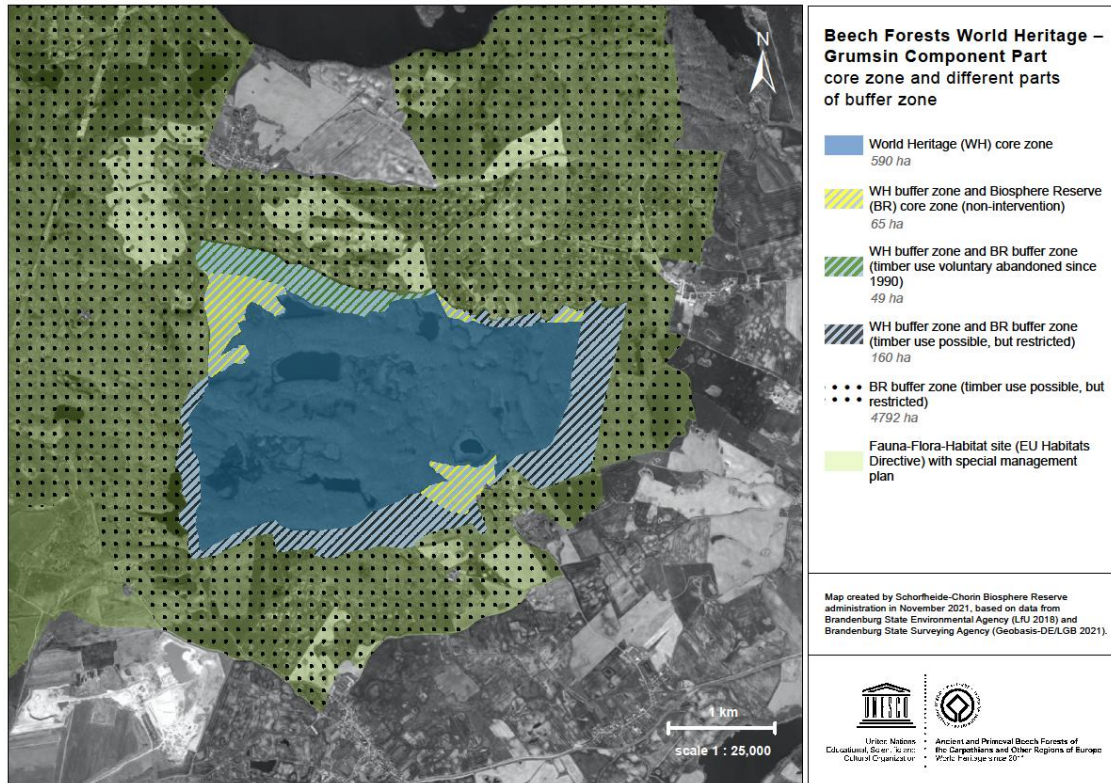 N
1 km
scale 1 : 25,000
Beech Forests World Heritage –
Grumsin Component Part
core zone and different parts
of buffer zone
World Heritage (WH) core zone
590 ha
WH buffer zone and Biosphere Reserve
(BR) core zone (non-intervention)
65 ha
WH buffer zone and BR buffer zone
(timber use voluntary abandoned since
1990)
49 ha
WH buffer zone and BR buffer zone
(timber use possible, but restricted)
160 ha
BR buffer zone (timber use possible, but
restricted)
4792 ha
Fauna-Flora-Habitat site (EU Habitats
Directive) with special management
plan
Map created by Schorfheide-Chorin Biosphere Reserve
administration in November 2021, based on data from
Brandenburg State Environmental Agency (LfU 2018) and
Brandenburg State Surveying Agency (Geobasis-DE/LGB 2021).
UNESCO
United Nations
Educational, Scientific and
Cultural Organization
Ancient and Primeval Beech Forests of
the Carpathians and Other Regions of Europe
World Heritage since